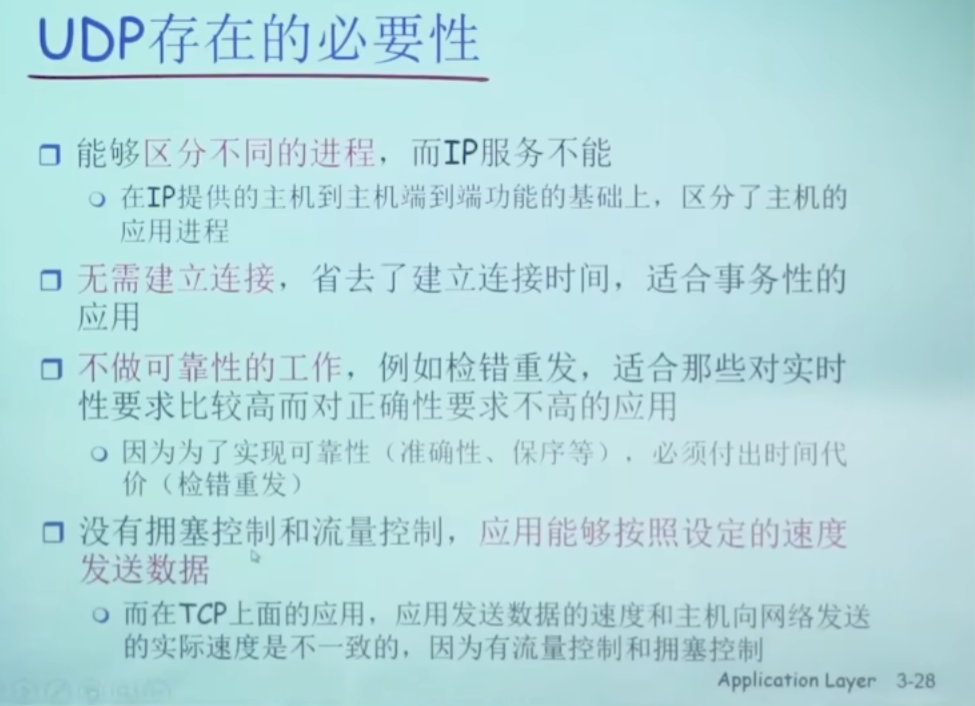 UDP存在的必要性
能够区分不同的进程，而IP服务不能
在IP提供的主机到主机端到端功能的基础上，区分了主机的
应用进程
无需建立连接，省去了建立连接时间，适合事务性的
应用
不做可靠性的工作，例如检错重发，适合那些对实时
性要求比较高而对正确性要求不高的应用
因为为了实现可靠性（准确性、保序等），必须付出时间代
价（检错重发）
没有拥塞控制和流量控制，应用能够按照设定的速度
发送数据
而在TCP上面的应用，应用发送数据的速度和主机向网络发送
的实际速度是不一致的，因为有流量控制和拥塞控制
Application Layer 3-28